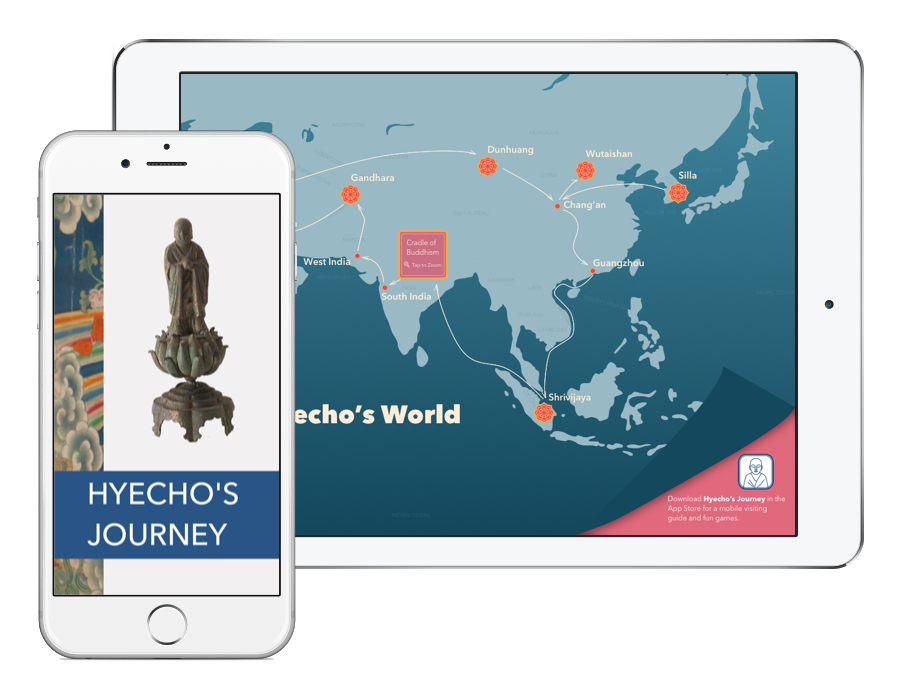 Dunhuang
Wutaishan
Silla
Gandhara
Chang'an
Cradle of
Buddhism
Tap to Zoom
West India
Guangzhou
South India
Shrivijaya
echo's World
Download Hyecho's Journey in the
App Store for a mobile visiting
guide and fun games.
HYECHO'S
JOURNEY